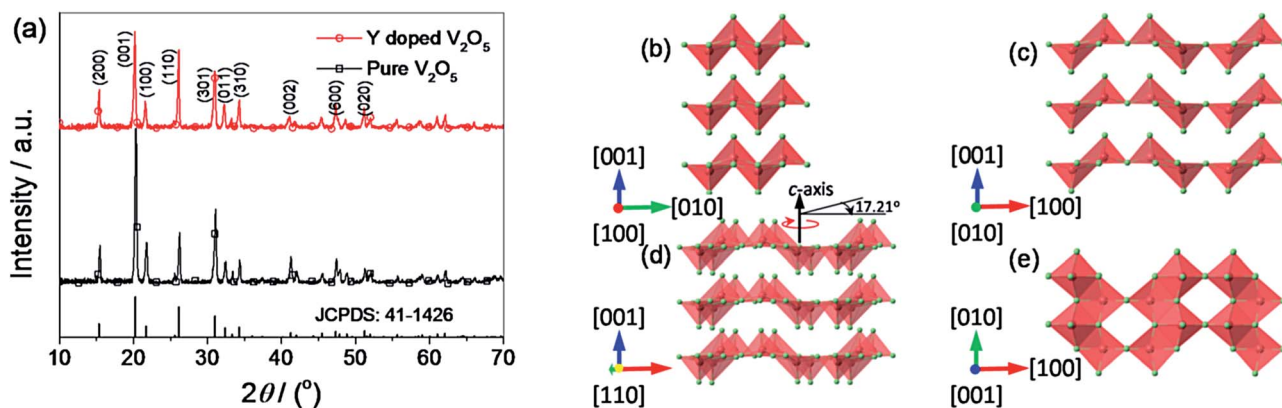 (a)
Y doped V2O5
Pure V2O5
(200)
(001)
(100)
(110)
(301)
(011)
(310)
(002)
(600)
(020)
Intensity / a.u.
JCPDS: 41-1426
10 20 30 40 50 60 70
2θ / (°)
(b)
[001]
[010]
[100]
(c)
[001]
[100]
[010]
c-axis
17.21°
(d)
[001]
[110]
(e)
[010]
[100]
[001]